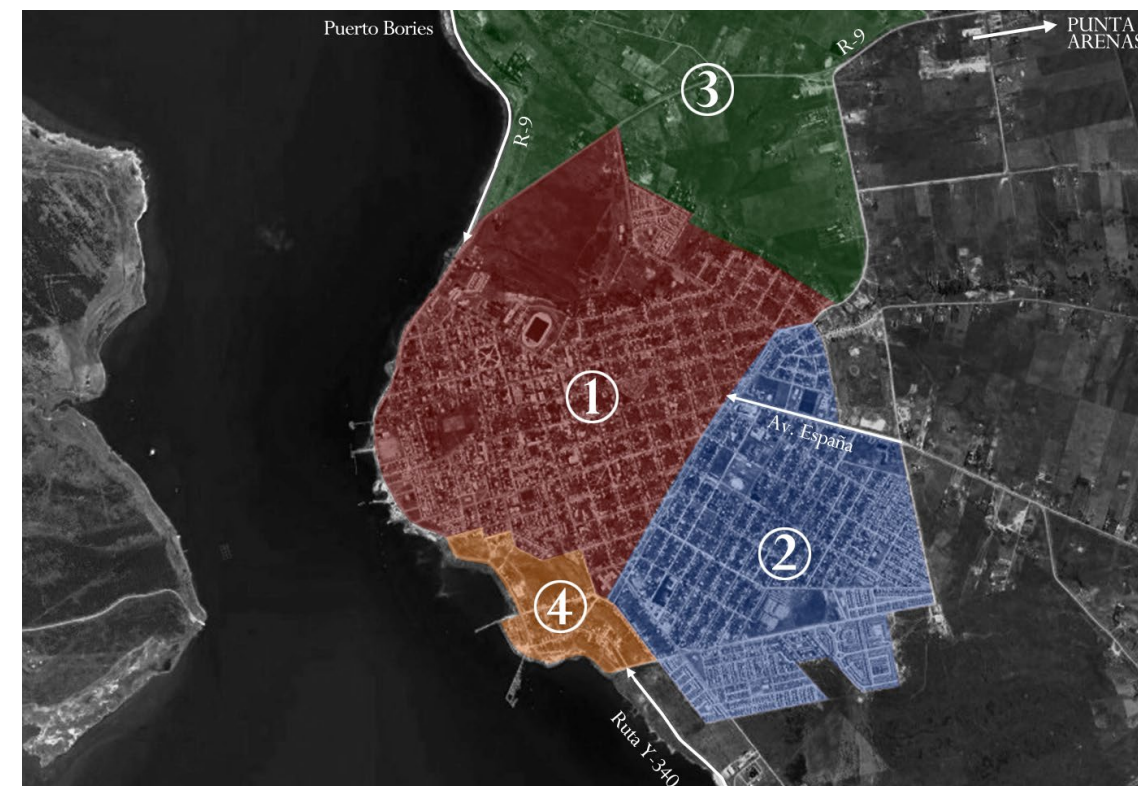 Puerto Bories
PUNTA
ARENAS
R-9
3
R-9
1
Av. España
2
4
Ruta Y-340